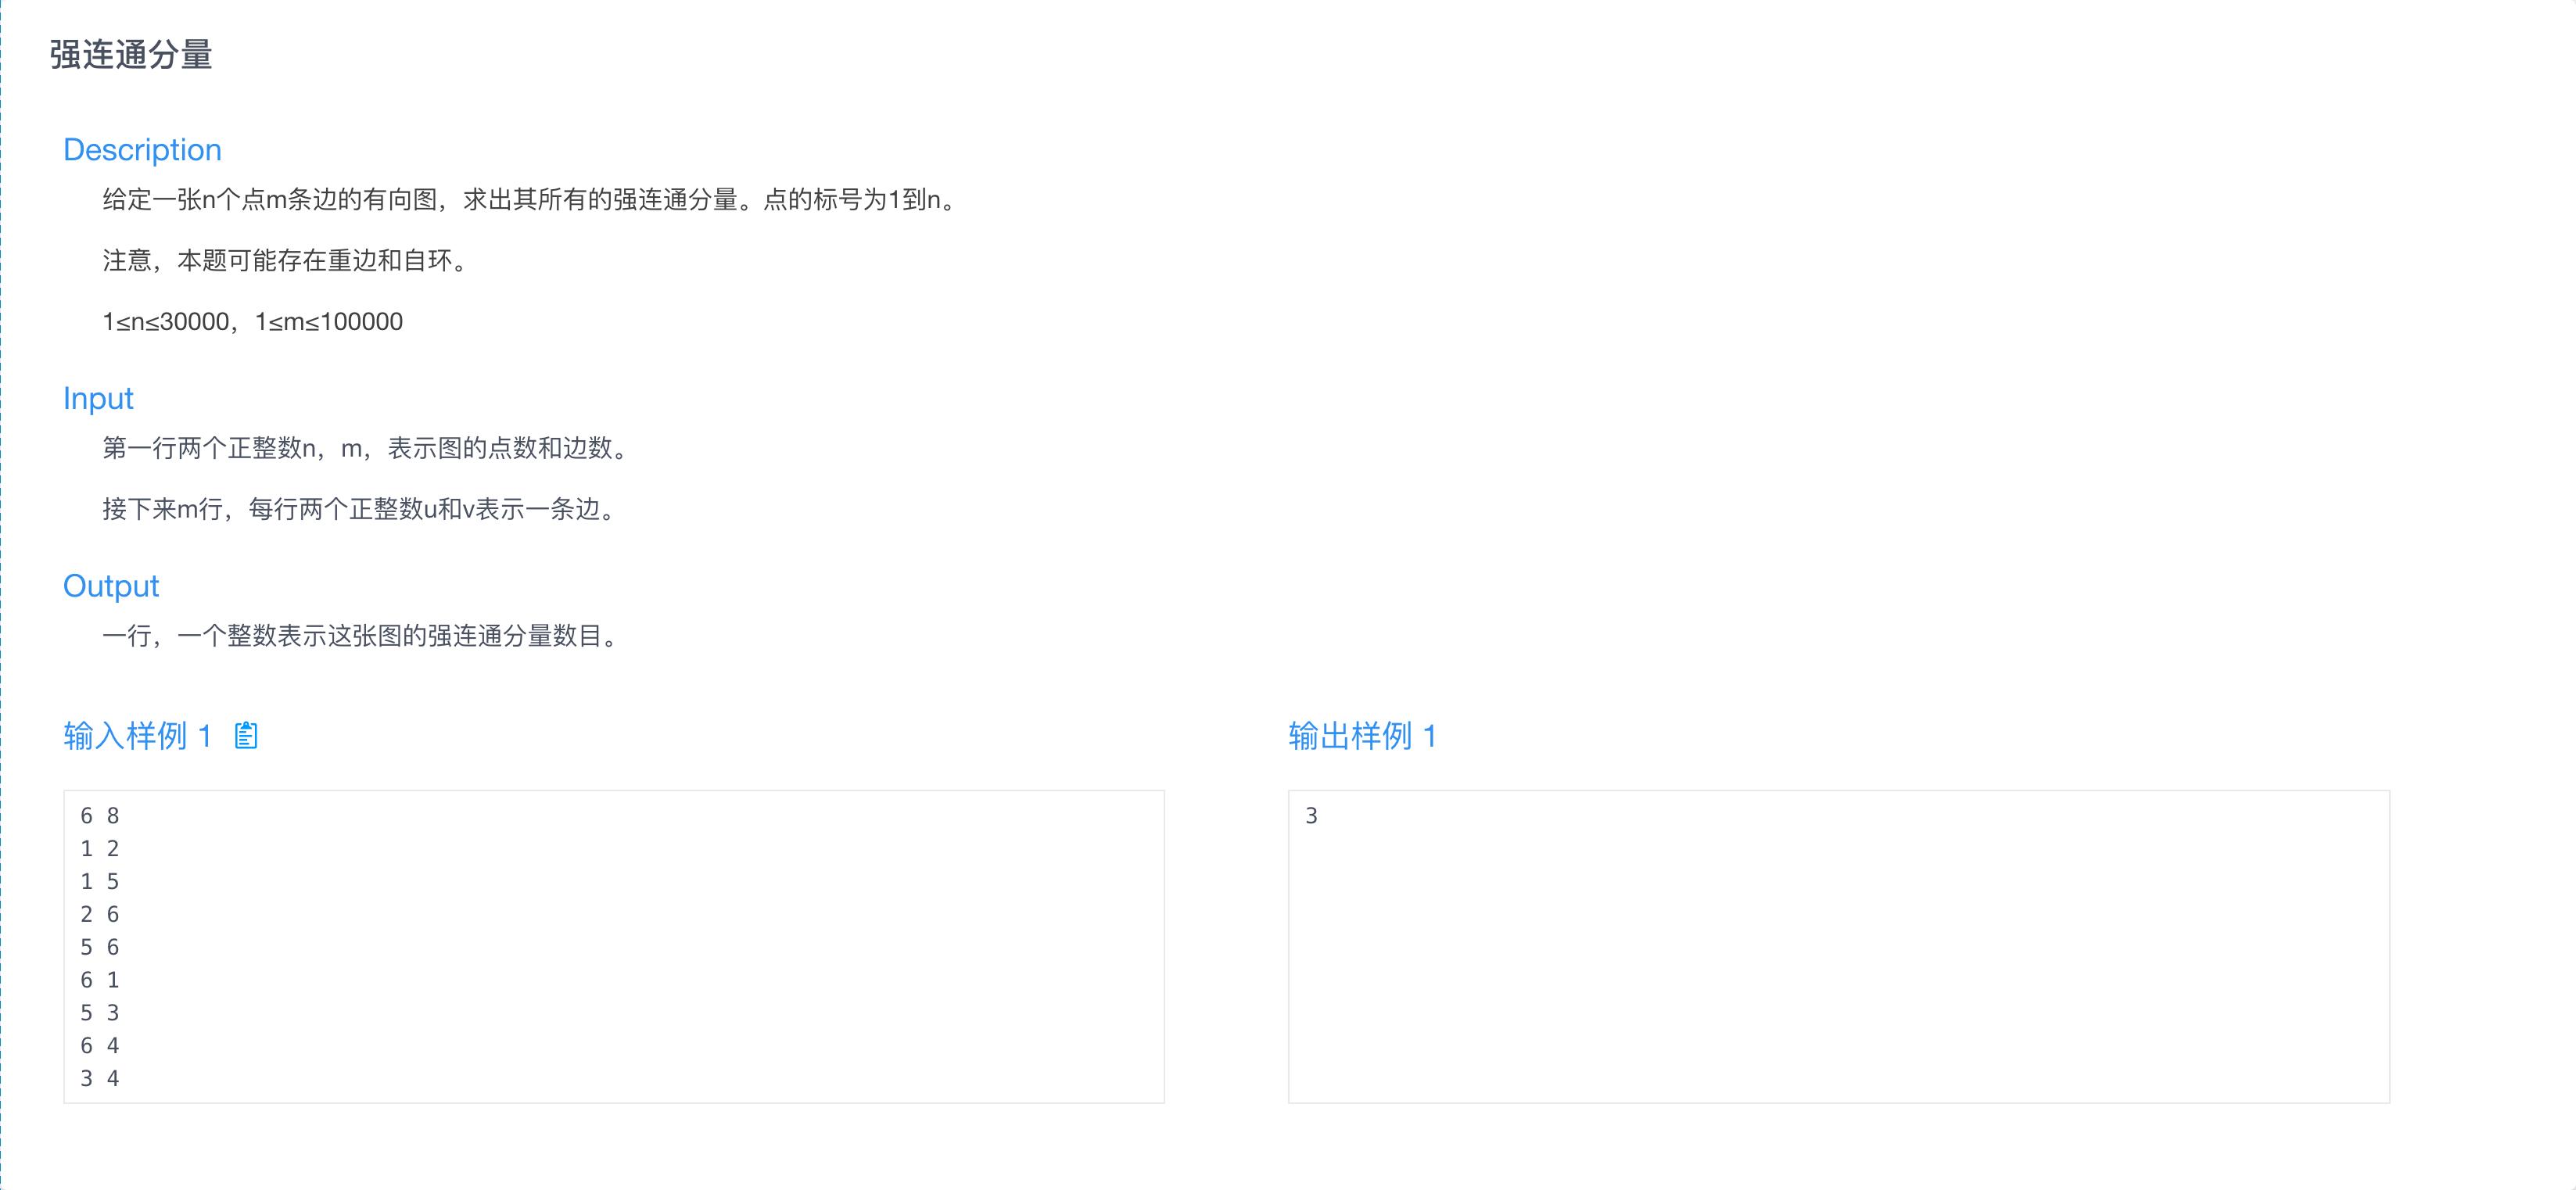 强连通分量
Description
给定一张n个点m条边的有向图，求出其所有的强连通分量。点的标号为1到n。
注意，本题可能存在重边和自环。
1≤n≤30000，1≤m≤100000
Input
第一行两个正整数n，m，表示图的点数和边数。
接下来m行，每行两个正整数u和v表示一条边。
Output
一行，一个整数表示这张图的强连通分量数目。
输入样例 1
6 8
1 2
1 5
2 6
5 6
6 1
5 3
6 4
3 4
输出样例 1
3